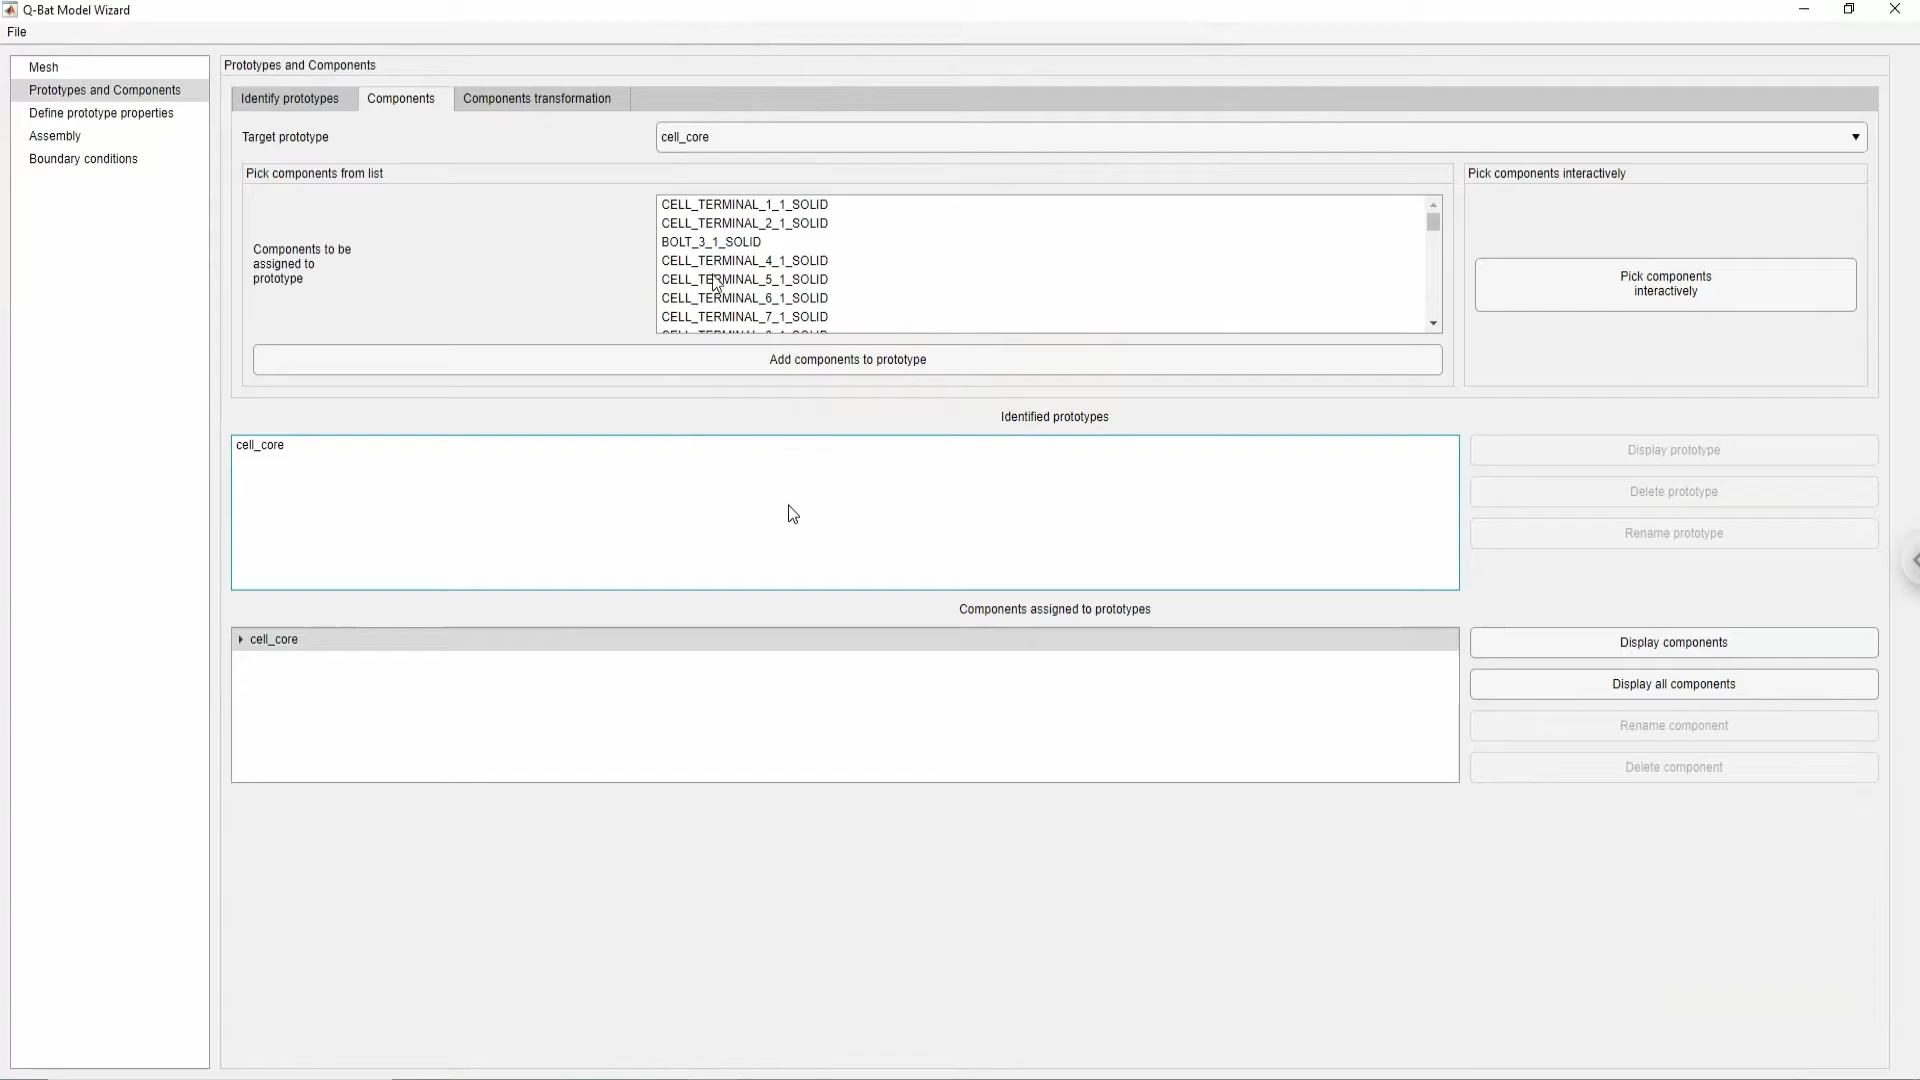 Q-Bat Model Wizard
File
Mesh
Prototypes and Components
Define prototype properties
Assembly
Boundary conditions
Prototypes and Components
Identify prototypes
Components
Components transformation
Target prototype
cell_core
Pick components from list
Components to be
assigned to
prototype
CELL_TERMINAL_1_1_SOLID
CELL_TERMINAL_2_1_SOLID
BOLT_3_1_SOLID
CELL_TERMINAL_4_1_SOLID
CELL_TERMINAL_5_1_SOLID
CELL_TERMINAL_6_1_SOLID
CELL_TERMINAL_7_1_SOLID
Add components to prototype
Pick components interactively
Pick components
interactively
Identified prototypes
cell_core
Display prototype
Delete prototype
Rename prototype
Components assigned to prototypes
cell_core
Display components
Display all components
Rename component
Delete component